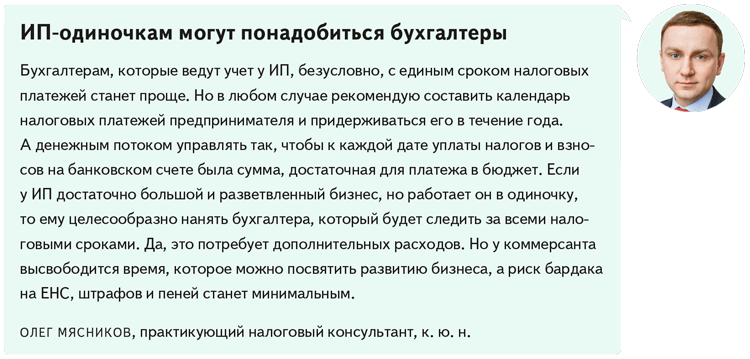 ИП-одиночкам могут понадобиться бухгалтеры
Бухгалтерам, которые ведут учет у ИП, безусловно, с единым сроком налоговых
платежей станет проще. Но в любом случае рекомендую составить календарь
налоговых платежей предпринимателя и придерживаться его в течение года.
А денежным потоком управлять так, чтобы к каждой дате уплаты налогов и взно-
сов на банковском счете была сумма, достаточная для платежа в бюджет. Если
у ИП достаточно большой и разветвленный бизнес, но работает он в одиночку,
то ему целесообразно нанять бухгалтера, который будет следить за всеми нало-
говыми сроками. Да, это потребует дополнительных расходов. Но у коммерсанта
высвободится время, которое можно посвятить развитию бизнеса, а риск бардака
на ЕНС, штрафов и пеней станет минимальным.
ОЛЕГ МЯСНИКОВ, практикующий налоговый консультант, к. ю. н.